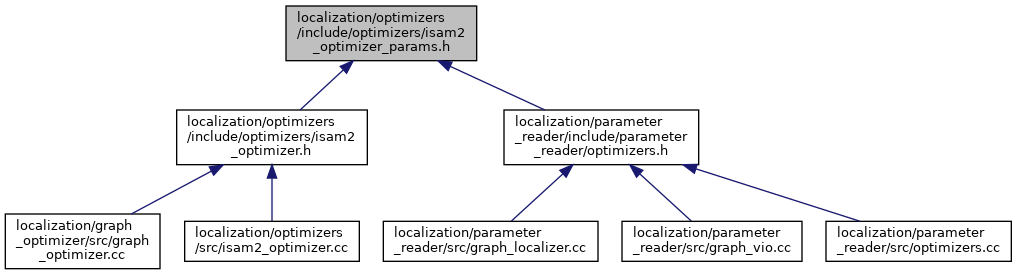 localization/optimizers
/include/optimizers/isam2
_optimizer_params.h
localization/optimizers
/include/optimizers/isam2
_optimizer.h
localization/parameter
_reader/include/parameter
_reader/optimizers.h
localization/graph
_optimizer/src/graph
_optimizer.cc
localization/optimizers
/src/isam2_optimizer.cc
localization/parameter
_reader/src/graph_localizer.cc
localization/parameter
_reader/src/graph_vio.cc
localization/parameter
_reader/src/optimizers.cc